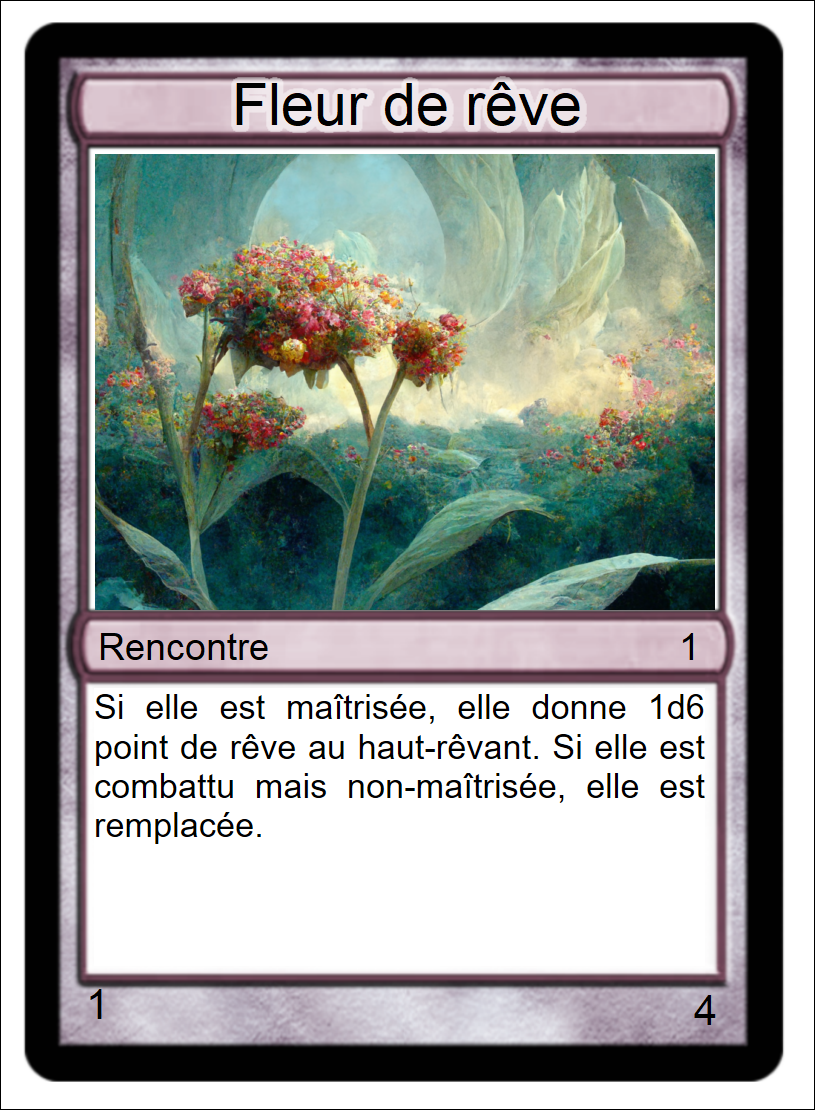 Fleur de rêve
Rencontre 1
Si elle est maîtrisée, elle donne 1d6
point de rêve au haut-rêvant. Si elle est
combattu mais non-maîtrisée, elle est
remplacée.
1 4